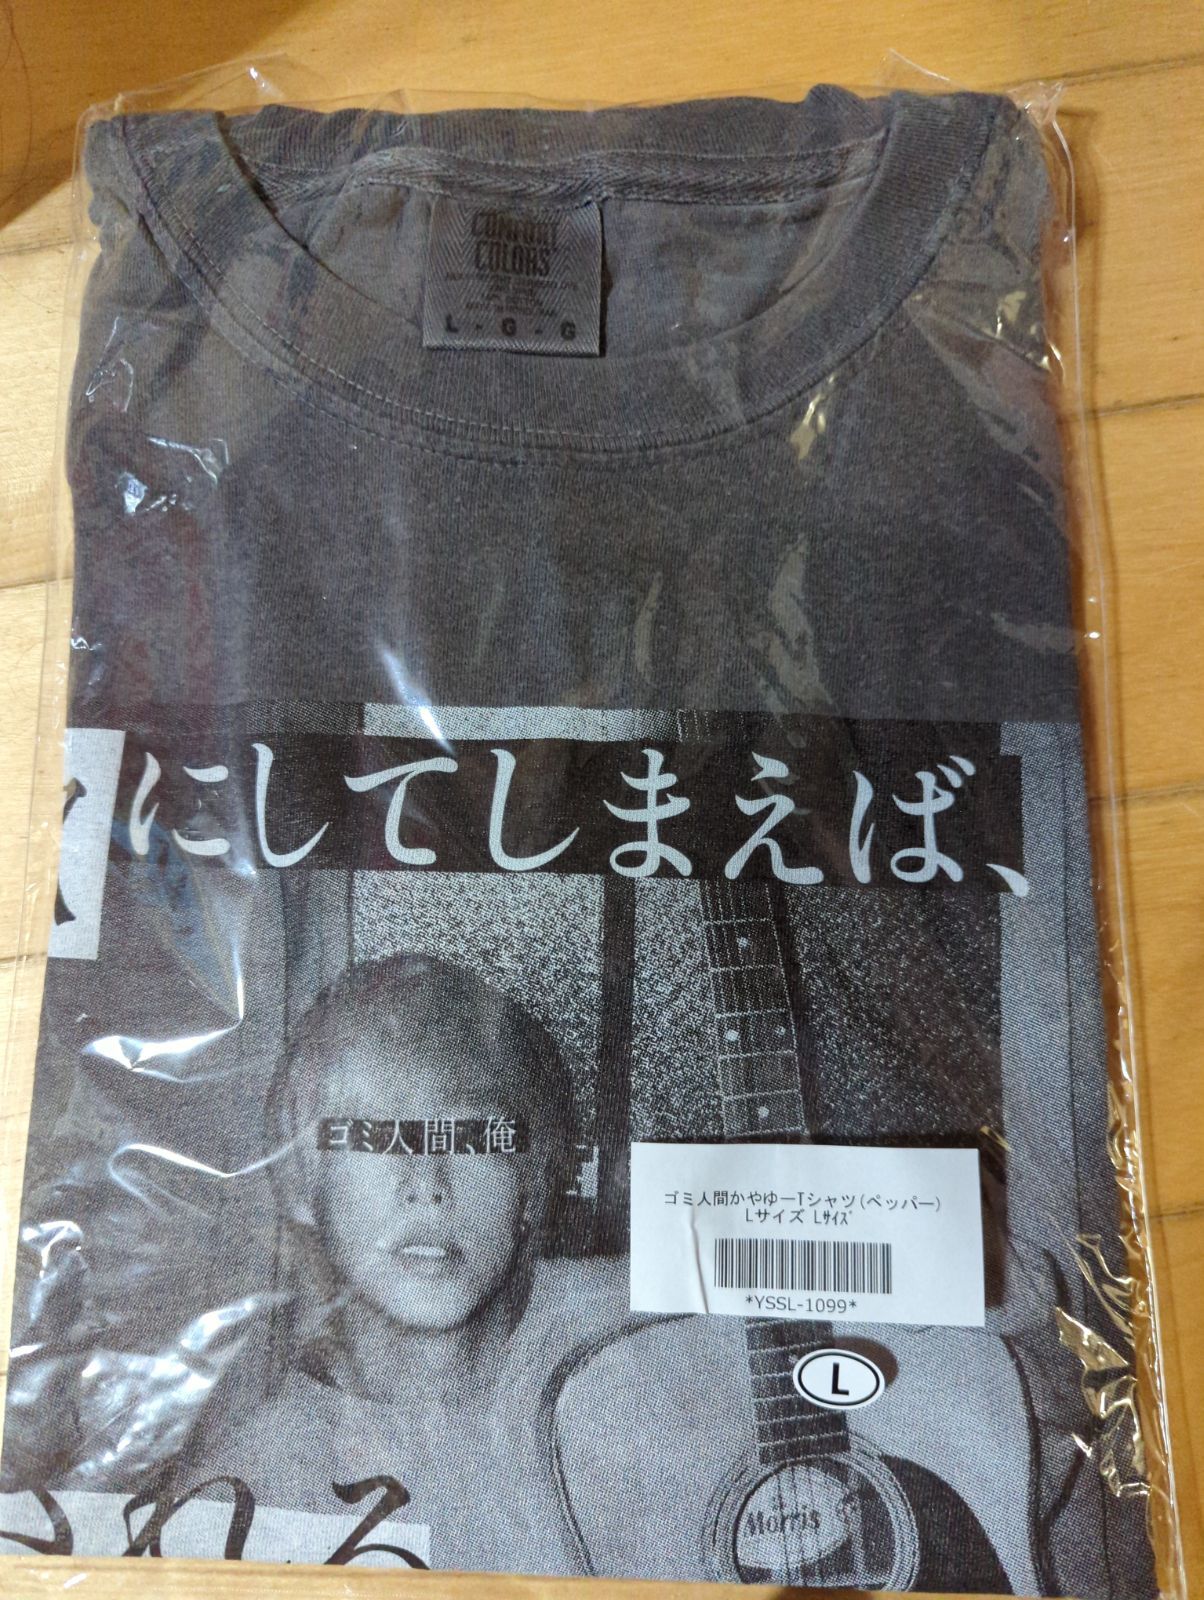 COMFORT
COLORS
L - G - G
にしてしまえば、
ゴミ人間、俺
ゴミ人間かやゆーTシャツ(ペッパー)
Lサイズ Lｻｲｽﾞ
*YSSL-1099*
L
Morris
れる